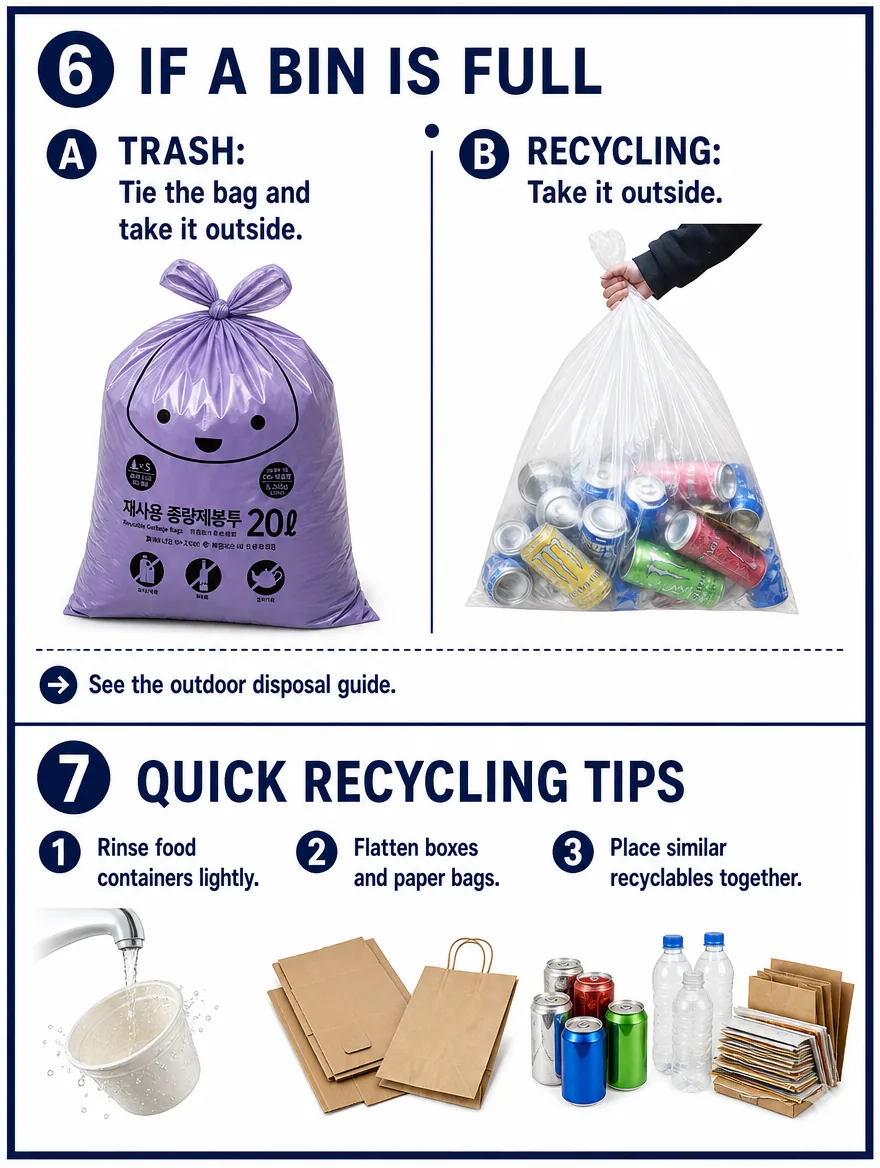 6 IF A BIN IS FULL
A TRASH:
Tie the bag and
take it outside.
재사용 종량제봉투 20ℓ
B RECYCLING:
Take it outside.
See the outdoor disposal guide.
7 QUICK RECYCLING TIPS
1 Rinse food
containers lightly.
2 Flatten boxes
and paper bags.
3 Place similar
recyclables together.